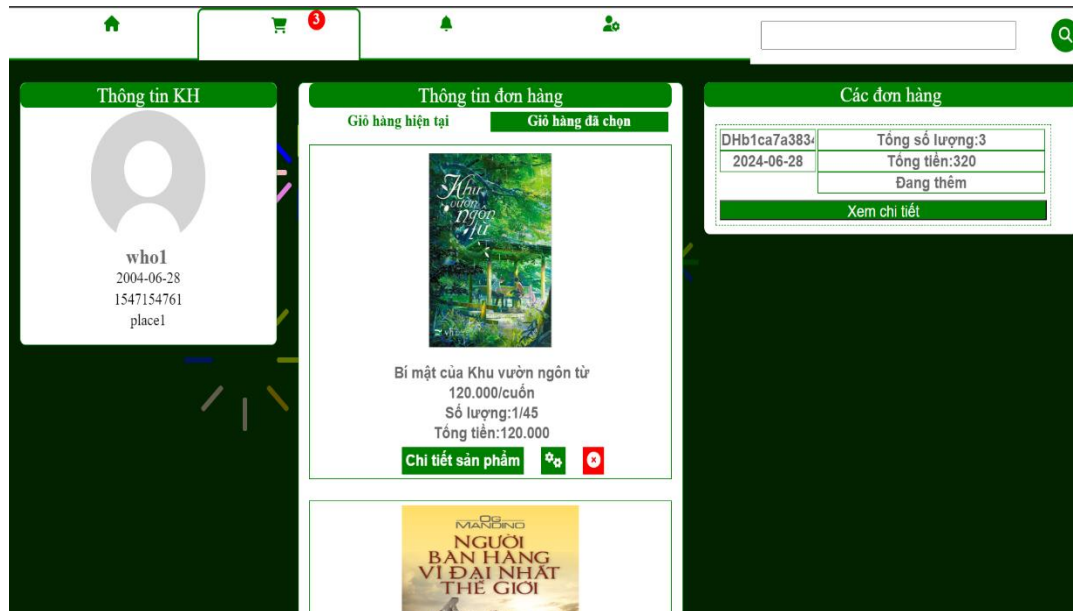 3
Thông tin KH
who1
2004-06-28
1547154761
place1
Thông tin đơn hàng
Giỏ hàng hiện tại
Giỏ hàng đã chọn
Khu
vườn
ngôn
từ
Bí mật của Khu vườn ngôn từ
120.000/cuốn
Số lượng:1/45
Tổng tiền:120.000
Chi tiết sản phẩm
OG
MANDINO
NGƯỜI
BÁN HÀNG
VĨ ĐẠI NHẤT
THẾ GIỚI
Các đơn hàng
DHb1ca7a3834
Tổng số lượng:3
2024-06-28
Tổng tiền:320
Đang thêm
Xem chi tiết